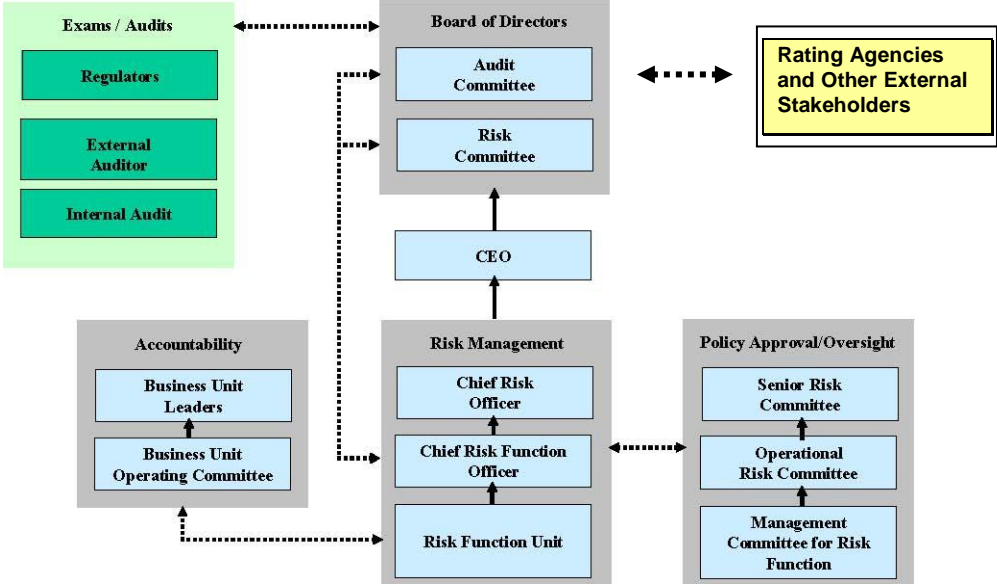 Exams / Audits
Regulators
External
Auditor
Internal Audit
Board of Directors
Audit
Committee
Risk
Committee
Rating Agencies
and Other External
Stakeholders
CEO
Accountability
Business Unit
Leaders
Business Unit
Operating Committee
Risk Management
Chief Risk
Officer
Chief Risk Function
Officer
Risk Function Unit
Policy Approval/Oversight
Senior Risk
Committee
Operational
Risk Committee
Management
Committee for Risk
Function